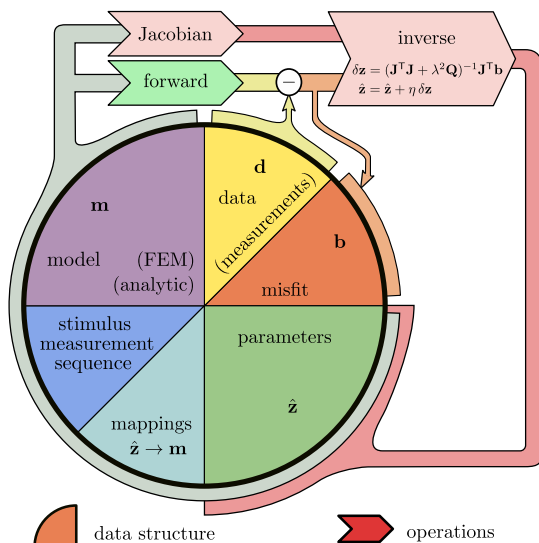 Jacobian
inverse
δz = (JᵀJ + λ²Q)⁻¹Jᵀb
ẑ = ẑ + η δz
forward
−
d
data
(measurements)
m
model
(FEM)
(analytic)
b
misfit
stimulus
measurement
sequence
parameters
ẑ
mappings
ẑ → m
data structure
operations